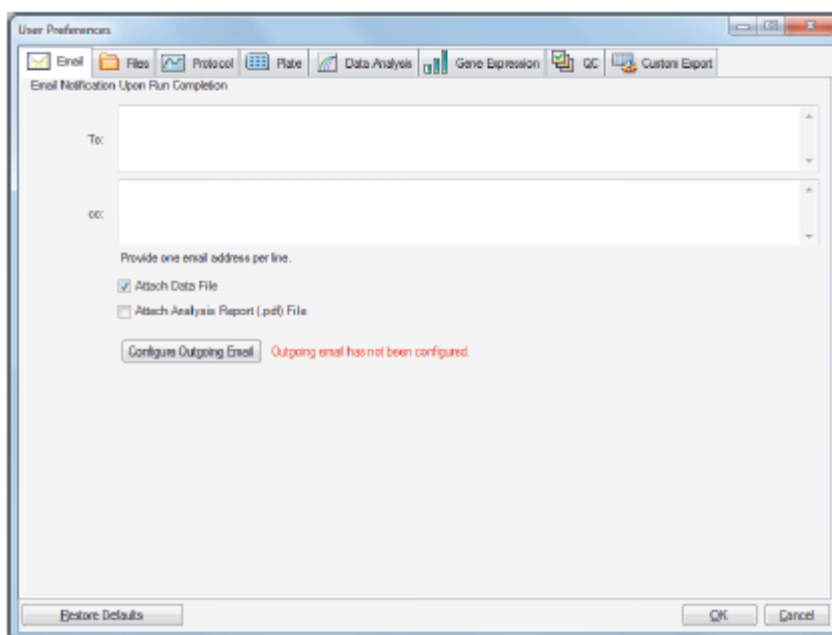 User Preferences
Email Files Protocol Plate Data Analysis Gene Expression QC Custom Export
Email Notification Upon Run Completion
To:
cc:
Provide one email address per line.
Attach Data File
Attach Analysis Report (.pdf) File
Configure Outgoing Email Outgoing email has not been configured.
Restore Defaults OK Cancel